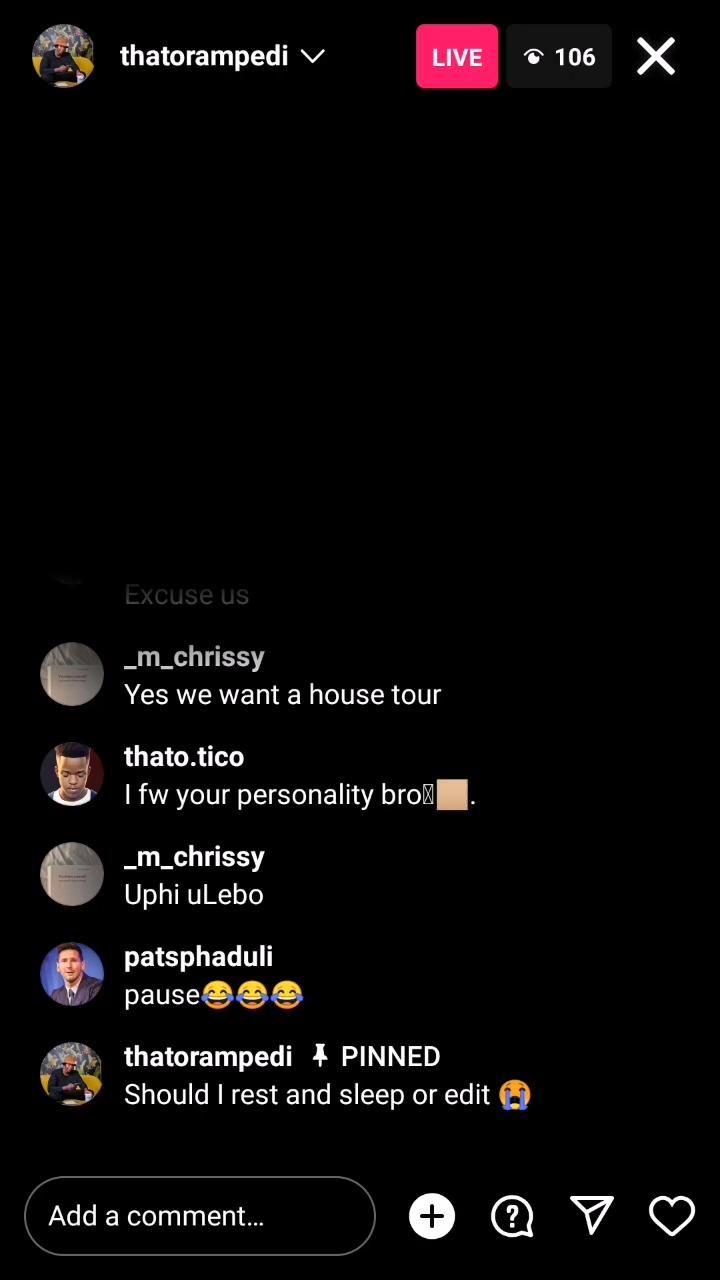 thatorampedi
LIVE
106
Excuse us
_m_chrissy
Yes we want a house tour
thato.tico
I fw your personality bro🏼.
_m_chrissy
Uphi uLebo
patsphaduli
pause😂😂😂
thatorampedi PINNED
Should I rest and sleep or edit 😭
Add a comment...